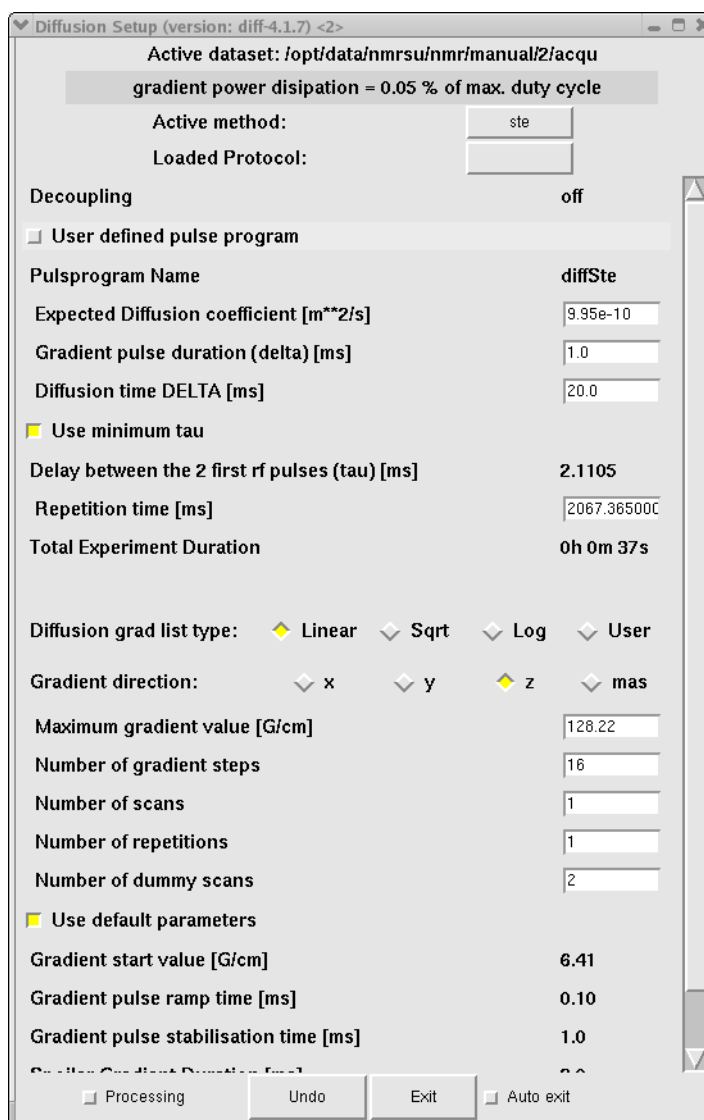 Diffusion Setup (version: diff-4.1.7) <2>
Active dataset: /opt/data/nmrsu/nmr/manual/2/acqu
gradient power disipation = 0.05 % of max. duty cycle
Active method: ste
Loaded Protocol:
Decoupling off
User defined pulse program
Pulsprogram Name diffSte
Expected Diffusion coefficient [m**2/s] 9.95e-10
Gradient pulse duration (delta) [ms] 1.0
Diffusion time DELTA [ms] 20.0
Use minimum tau
Delay between the 2 first rf pulses (tau) [ms] 2.1105
Repetition time [ms] 2067.365000
Total Experiment Duration 0h 0m 37s
Diffusion grad list type: Linear Sqrt Log User
Gradient direction: x y z mas
Maximum gradient value [G/cm] 128.22
Number of gradient steps 16
Number of scans 1
Number of repetitions 1
Number of dummy scans 2
Use default parameters
Gradient start value [G/cm] 6.41
Gradient pulse ramp time [ms] 0.10
Gradient pulse stabilisation time [ms] 1.0
Spoiler Gradient Duration [ms]
Processing Undo Exit Auto exit